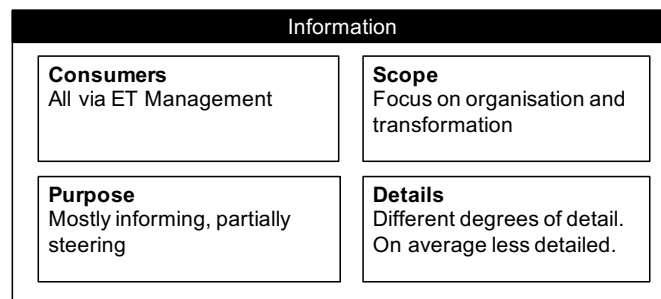 Information
Consumers
All via ET Management
Scope
Focus on organisation and
transformation
Purpose
Mostly informing, partially
steering
Details
Different degrees of detail.
On average less detailed.